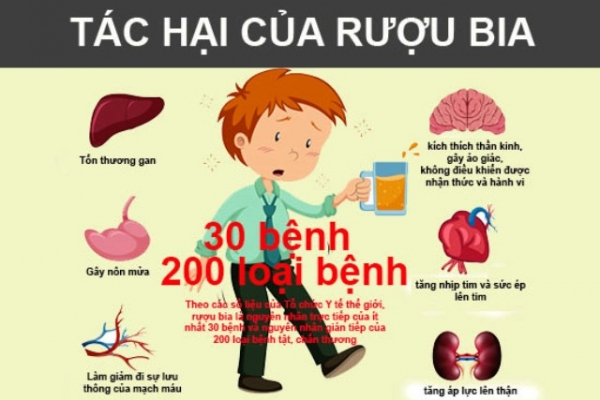 TÁC HẠI CỦA RƯỢU BIA
Tổn thương gan
kích thích thần kinh,
gây ảo giác,
không điều khiển được
nhận thức và hành vi
Gây nôn mửa
30 bệnh
200 loại bệnh
Theo các số liệu của Tổ chức Y tế thế giới,
rượu bia là nguyên nhân trực tiếp của ít
nhất 30 bệnh và nguyên nhân gián tiếp của
200 loại bệnh tật, chấn thương
tăng nhịp tim và sức ép
lên tim
Làm giảm đi sự lưu
thông của mạch máu
tăng áp lực lên thận